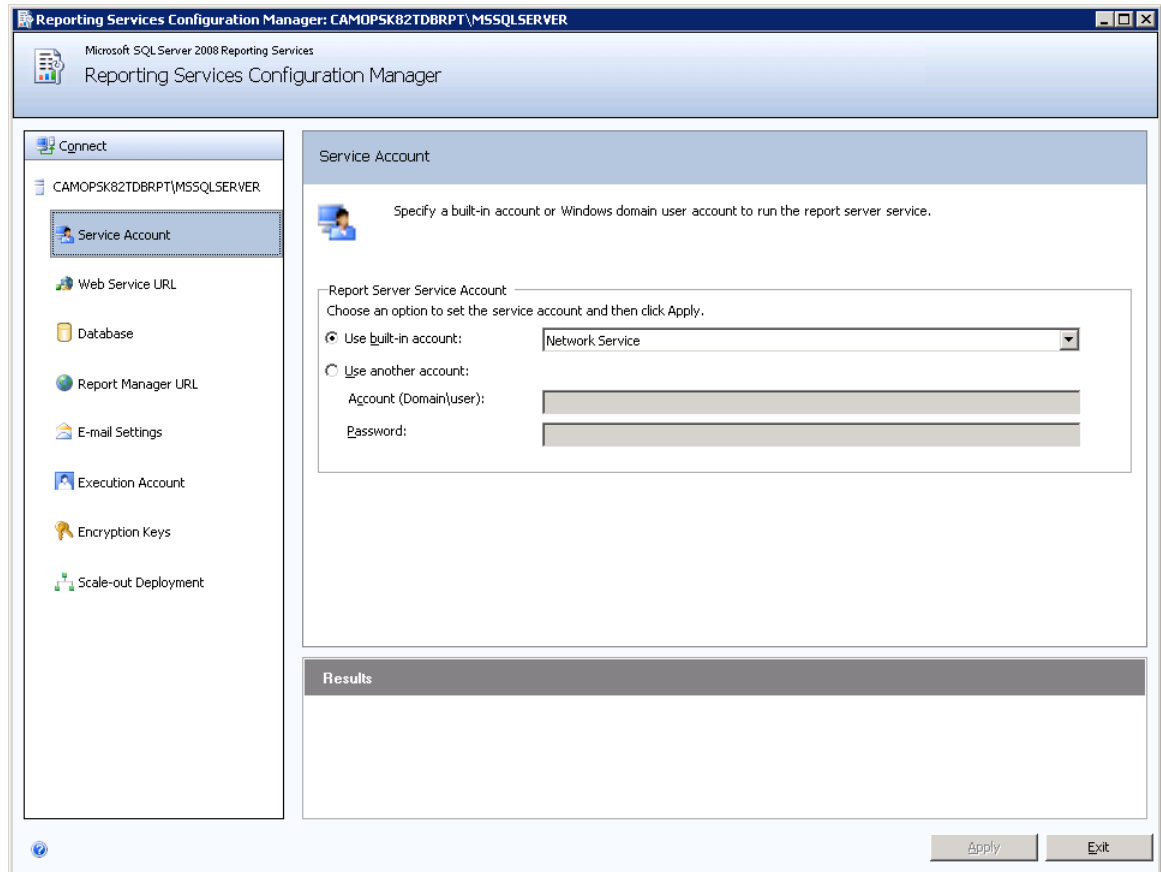 Reporting Services Configuration Manager: CAMOPSK82TDBRPT\MSSQLSERVER
Microsoft SQL Server 2008 Reporting Services
Reporting Services Configuration Manager
Connect
CAMOPSK82TDBRPT\MSSQLSERVER
Service Account
Web Service URL
Database
Report Manager URL
E-mail Settings
Execution Account
Encryption Keys
Scale-out Deployment
Service Account
Specify a built-in account or Windows domain user account to run the report server service.
Report Server Service Account
Choose an option to set the service account and then click Apply.
Use built-in account:
Network Service
Use another account:
Account (Domain\user):
Password:
Results
Apply
Exit